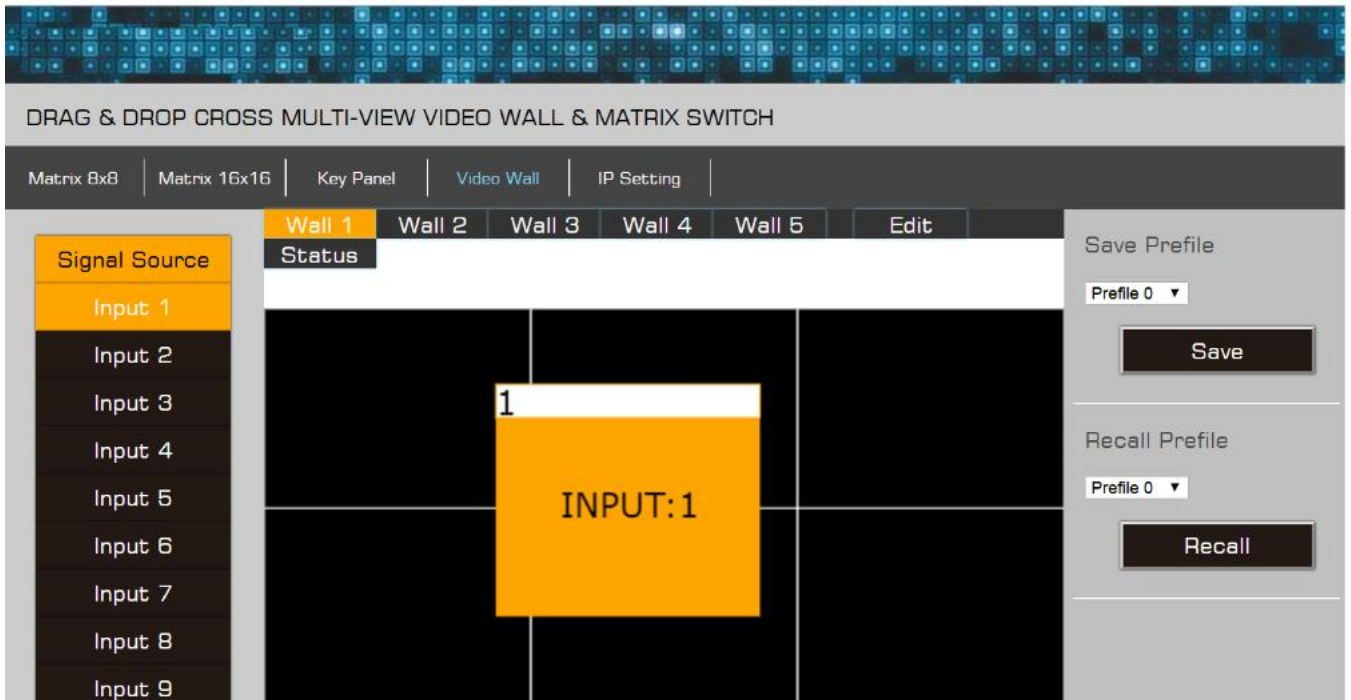 DRAG & DROP CROSS MULTI-VIEW VIDEO WALL & MATRIX SWITCH
Matrix 8x8 Matrix 16x16 Key Panel Video Wall IP Setting
Wall 1 Wall 2 Wall 3 Wall 4 Wall 5 Edit
Status
Signal Source
Input 1
Input 2
Input 3
Input 4
Input 5
Input 6
Input 7
Input 8
Input 9
1
INPUT:1
Save Prefile
Prefile 0
Save
Recall Prefile
Prefile 0
Recall